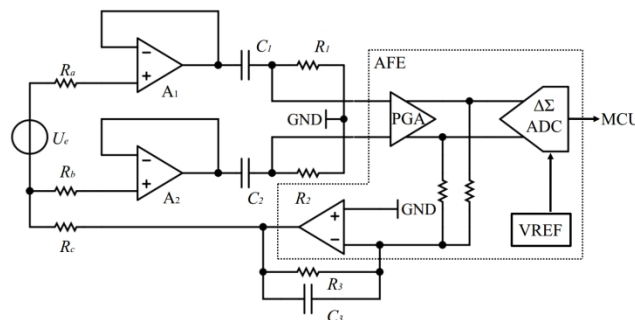 C1
R1
AFE
Ra
−
+
A1
GND
PGA
ΔΣ
ADC
MCU
Ue
−
+
Rb
A2
C2
R2
+
−
GND
VREF
Rc
R3
C3